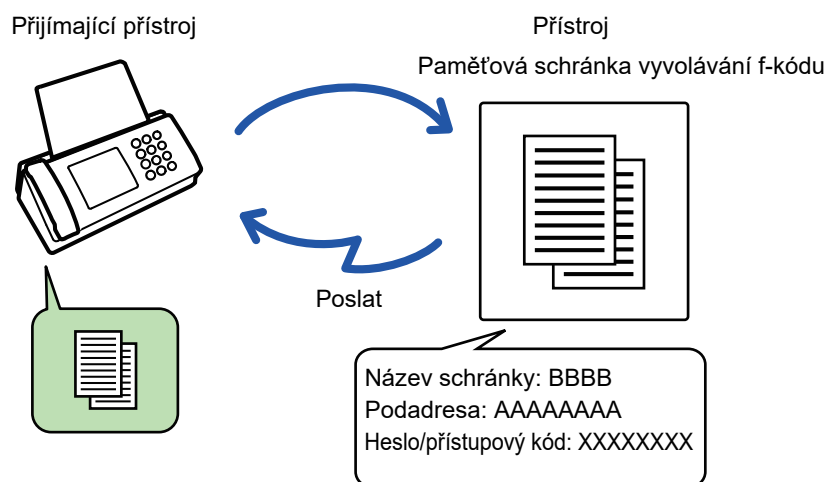 Přijímající přístroj
Přístroj
Paměťová schránka vyvolávání f-kódu
Poslat
Název schránky: BBBB
Podadresa: AAAAAAAA
Heslo/přístupový kód: XXXXXXXX